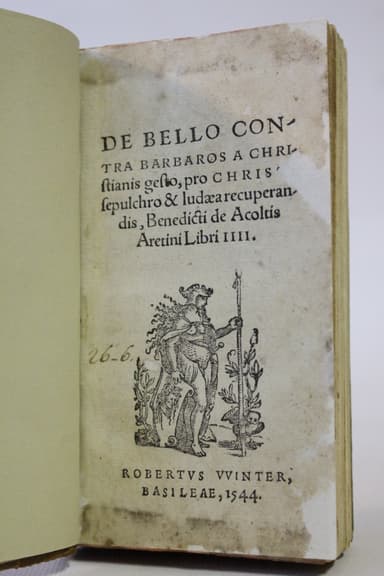 DE BELLO CON-
TRA BARBAROS A CHRI-
stianis gesto, pro CHRISTI
sepulchro & Iudæa recuperan-
dis, Benedicti de Acoltis
Aretini Libri IIII.
26-6.
ROBERTVS VVINTER,
BASILEAE, 1544.